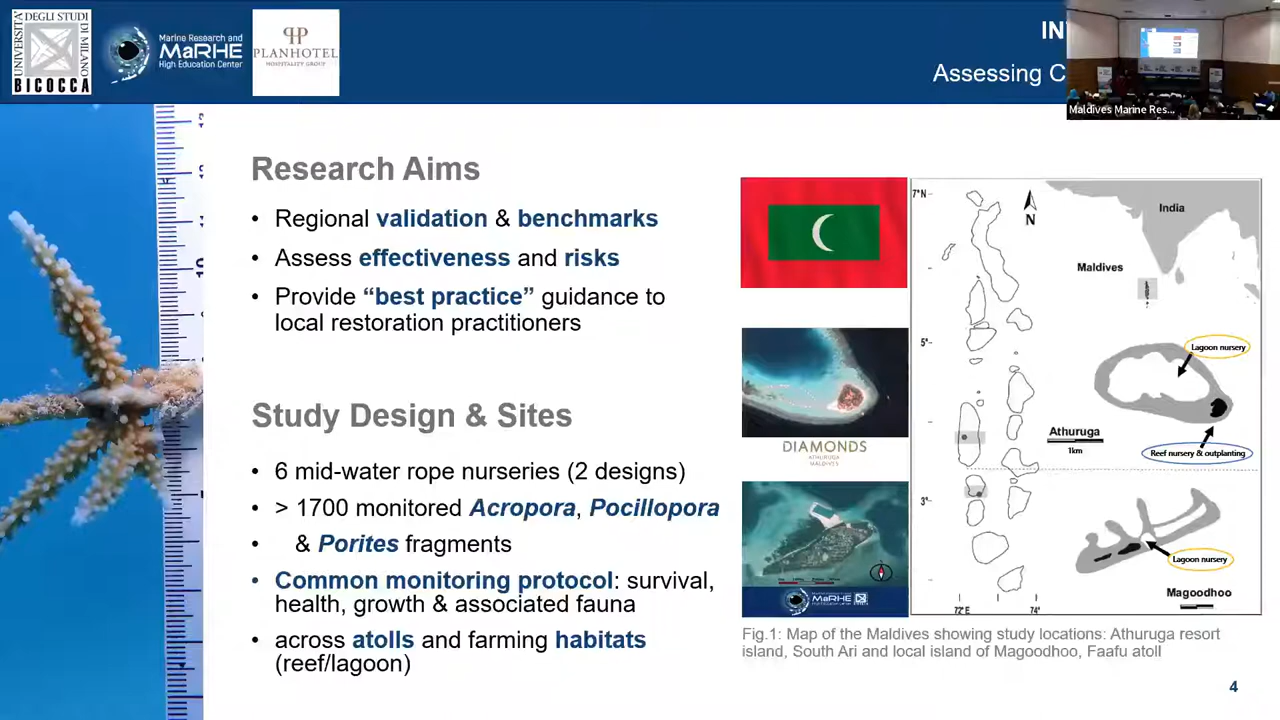 UNIVERSITÀ
DEGLI STUDI
DI MILANO
BICOCCA
Marine Research and
MaRHE
High Education Center
PLANHOTEL
HOSPITALITY GROUP
Assessing C
Maldives Marine Res...
Research Aims
• Regional validation & benchmarks
• Assess effectiveness and risks
• Provide “best practice” guidance to
local restoration practitioners
Study Design & Sites
• 6 mid-water rope nurseries (2 designs)
• > 1700 monitored Acropora, Pocillopora
• & Porites fragments
• Common monitoring protocol: survival,
health, growth & associated fauna
• across atolls and farming habitats
(reef/lagoon)
DIAMONDS
ATHURUGA
MALDIVES
MaRHE
7°N
N
India
Maldives
5°
Lagoon nursery
Athuruga
1km
Reef nursery & outplanting
3°
Lagoon nursery
Magoodhoo
72°E
74°
Fig.1: Map of the Maldives showing study locations: Athuruga resort
island, South Ari and local island of Magoodhoo, Faafu atoll
4